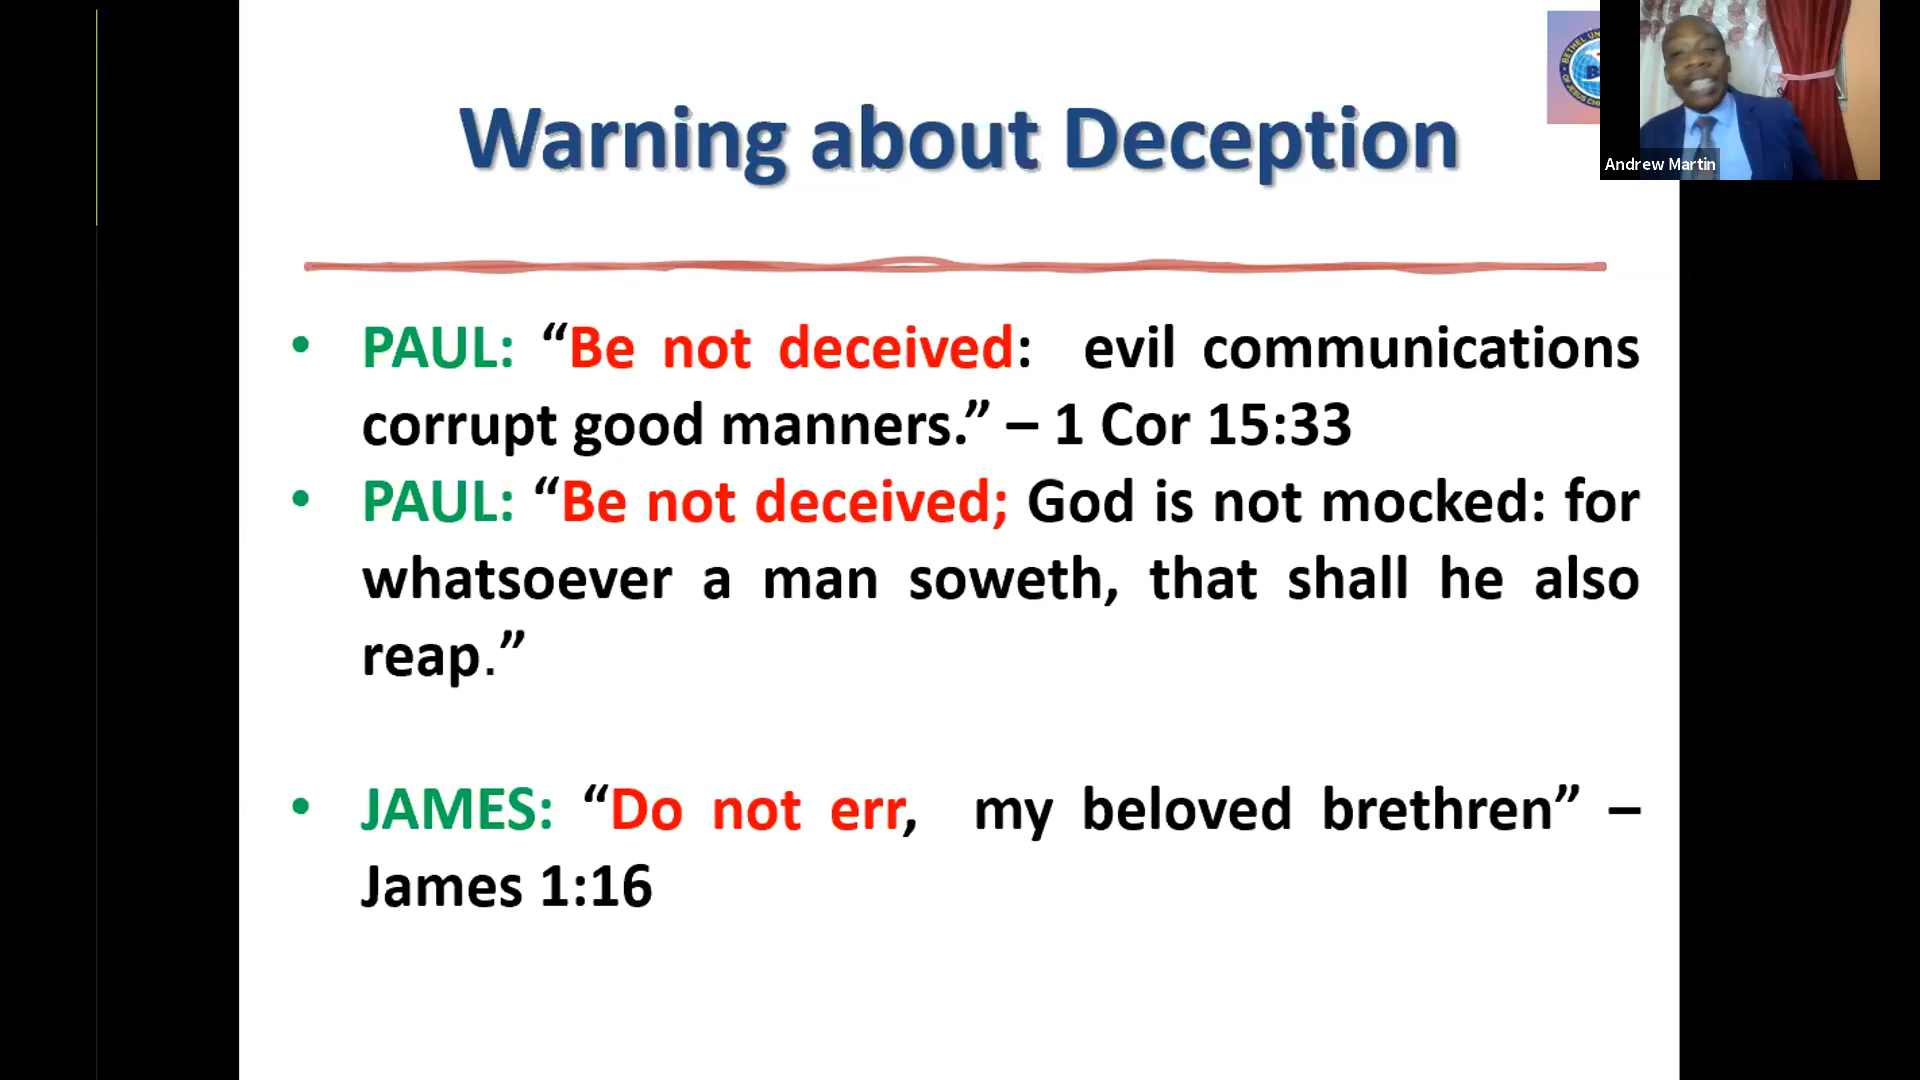 Warning about Deception
Andrew Martin
• PAUL: “Be not deceived: evil communications
corrupt good manners.” – 1 Cor 15:33
• PAUL: “Be not deceived; God is not mocked: for
whatsoever a man soweth, that shall he also
reap.”
• JAMES: “Do not err, my beloved brethren” –
James 1:16